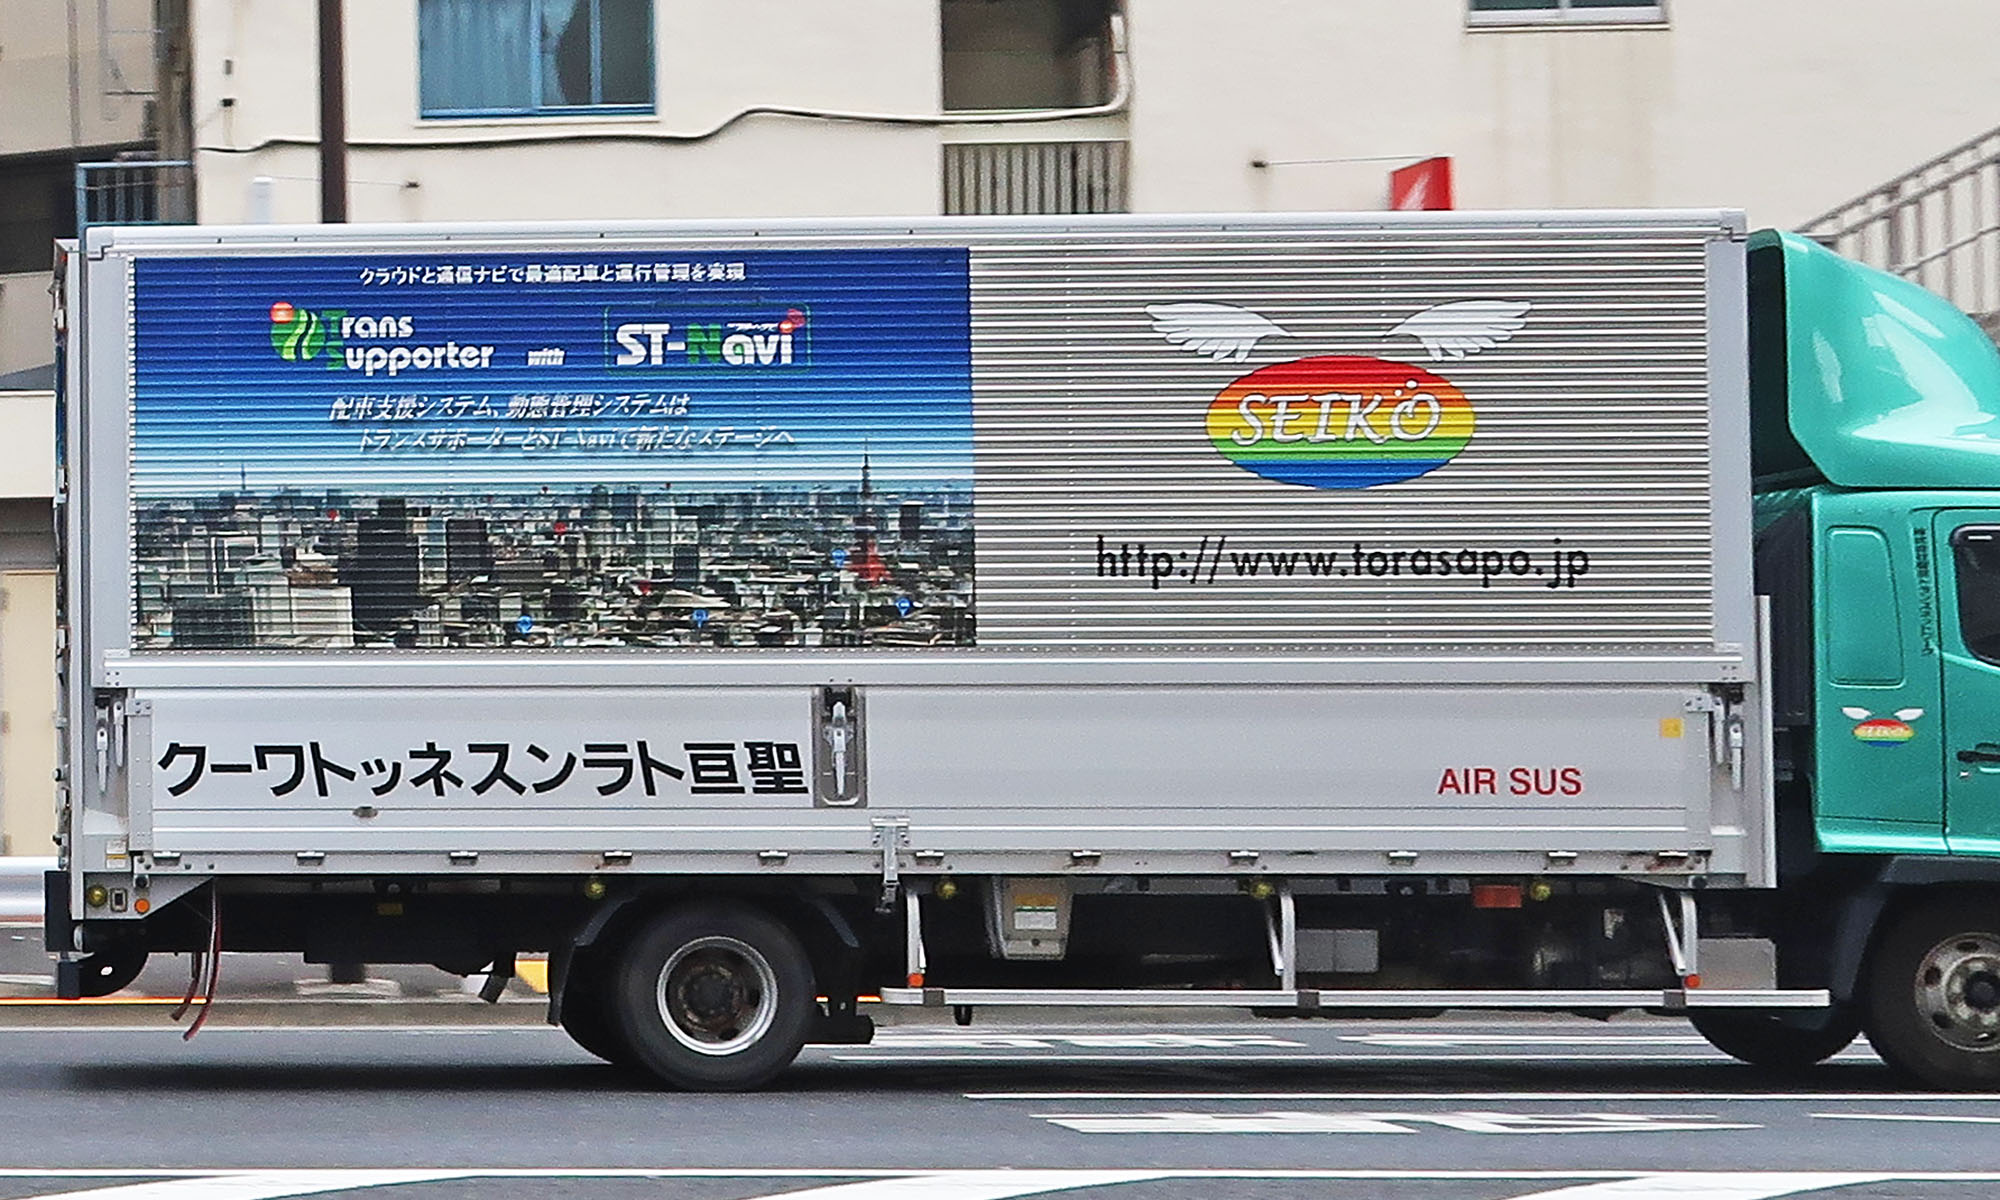 クラウドと通信ナビで最適配車と運行管理を実現
Trans
Supporter with ST-Navi
配車支援システム、動態管理システムは
トランスサポーターとST-Naviで新たなステージへ
SEIKO
http://www.torasapo.jp
クーワトッネスンラト亘聖
AIR SUS
SEIKO